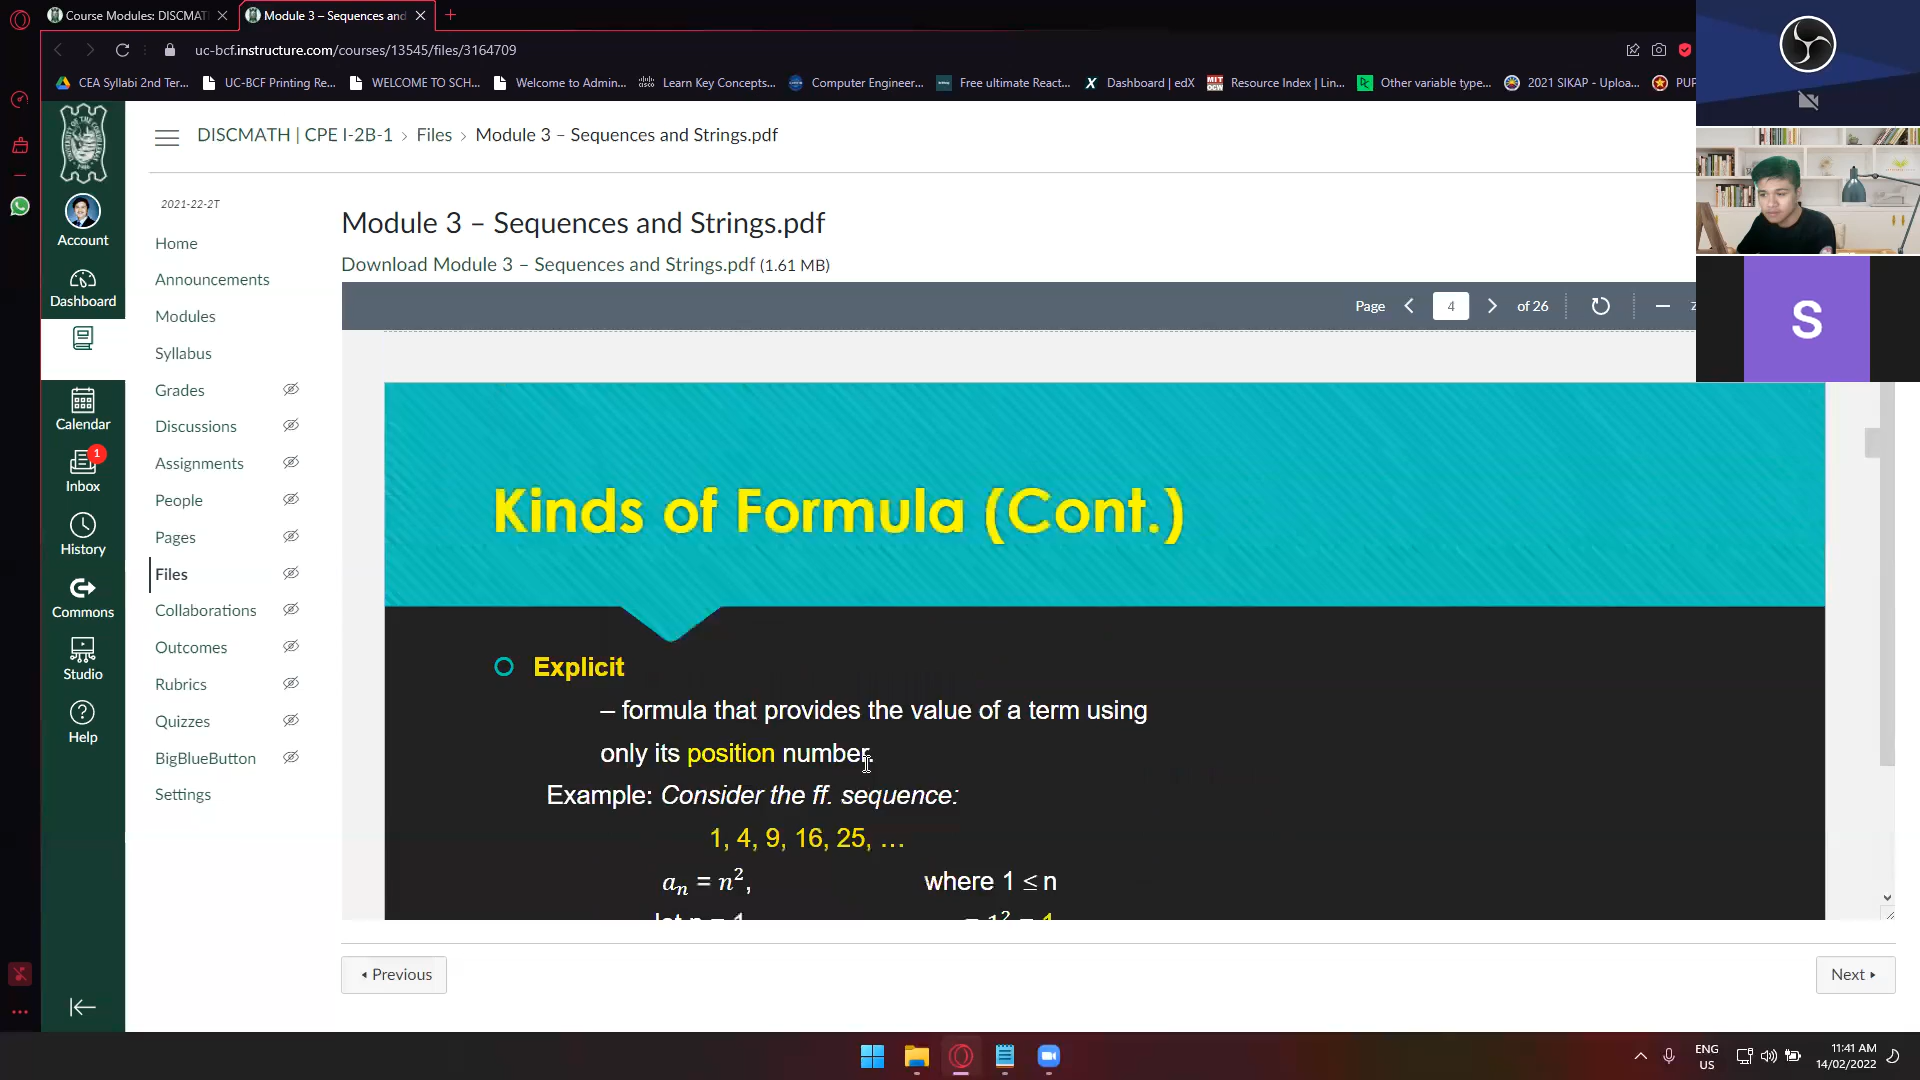 Course Modules: DISCMATH
Module 3 – Sequences and
uc-bcf.instructure.com/courses/13545/files/3164709
CEA Syllabi 2nd Ter...
UC-BCF Printing Re...
WELCOME TO SCH...
Welcome to Admin...
Learn Key Concepts...
Computer Engineer...
Free ultimate React...
Dashboard | edX
Resource Index | Lin...
Other variable type...
2021 SIKAP - Uploa...
PUP
DISCMATH | CPE I-2B-1 › Files › Module 3 – Sequences and Strings.pdf
Account
Dashboard
Calendar
1
Inbox
History
Commons
Studio
Help
2021-22-2T
Home
Announcements
Modules
Syllabus
Grades
Discussions
Assignments
People
Pages
Files
Collaborations
Outcomes
Rubrics
Quizzes
BigBlueButton
Settings
Module 3 – Sequences and Strings.pdf
Download Module 3 – Sequences and Strings.pdf (1.61 MB)
Page 4 of 26
S
Kinds of Formula (Cont.)
Explicit
– formula that provides the value of a term using
only its position number.
Example: Consider the ff. sequence:
1, 4, 9, 16, 25, …
aₙ = n², where 1 ≤ n
let n = 1 = 1² = 1
Previous
Next
ENG
US
11:41 AM
14/02/2022